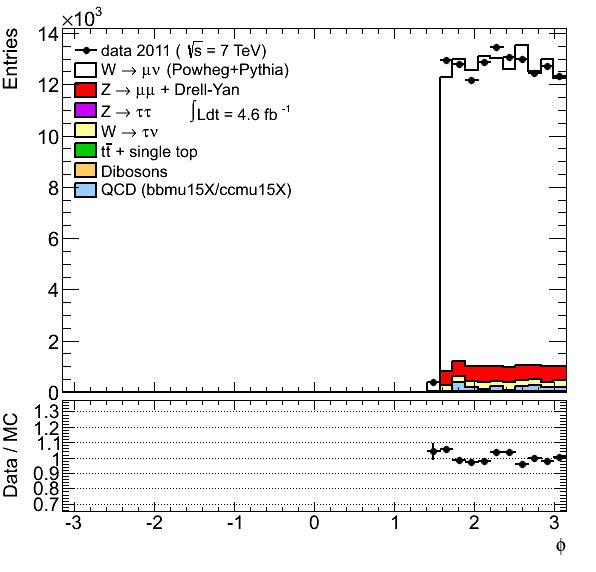 ×10³
Entries
14
12
10
8
6
4
2
0
data 2011 ( √s = 7 TeV)
W → μν (Powheg+Pythia)
Z → μμ + Drell-Yan
Z → ττ
∫Ldt = 4.6 fb⁻¹
W → τν
tt̄ + single top
Dibosons
QCD (bbmu15X/ccmu15X)
Data / MC
1.3
1.2
1.1
1
0.9
0.8
0.7
-3 -2 -1 0 1 2 3
ϕ